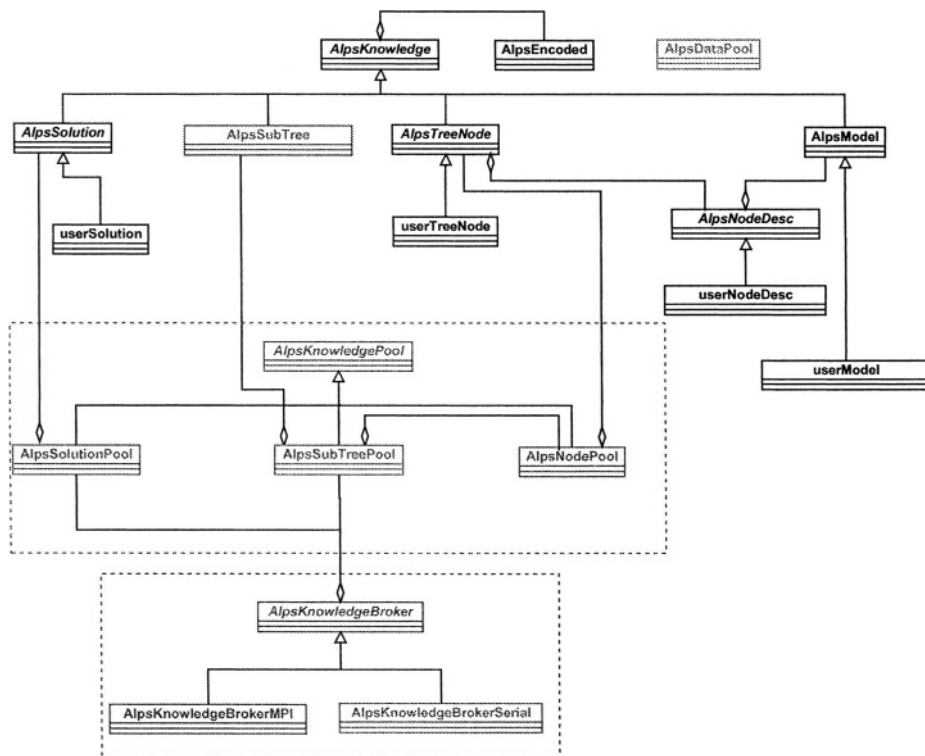 AlpsKnowledge
AlpsEncoded
AlpsDataPool
AlpsSolution
AlpsSubTree
AlpsTreeNode
AlpsModel
userSolution
userTreeNode
AlpsNodeDesc
userNodeDesc
AlpsKnowledgePool
userModel
AlpsSolutionPool
AlpsSubTreePool
AlpsNodePool
AlpsKnowledgeBroker
AlpsKnowledgeBrokerMPI
AlpsKnowledgeBrokerSerial